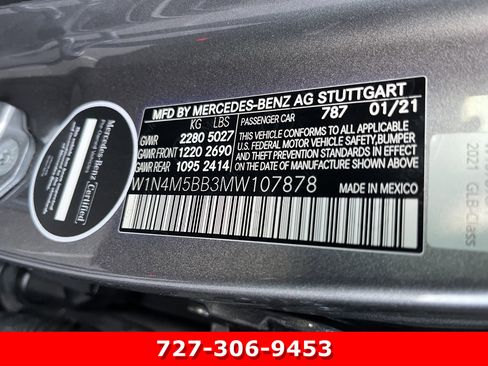 MFD BY MERCEDES-BENZ AG STUTTGART
KG LBS PASSENGER CAR 787 01/21
GVWR 2280 5027
GAWR FRONT 1220 2690
GAWR REAR 1095 2414
THIS VEHICLE CONFORMS TO ALL APPLICABLE
U.S. FEDERAL MOTOR VEHICLE SAFETY,BUMPER
AND THEFT PREVENTION STANDARDS IN EFFECT
ON THE DATE OF MANUFACTURE SHOWN ABOVE.
W1N4M5BB3MW107878 MADE IN MEXICO
Mercedes-Benz
Certified
2021 GLB-Class
727-306-9453